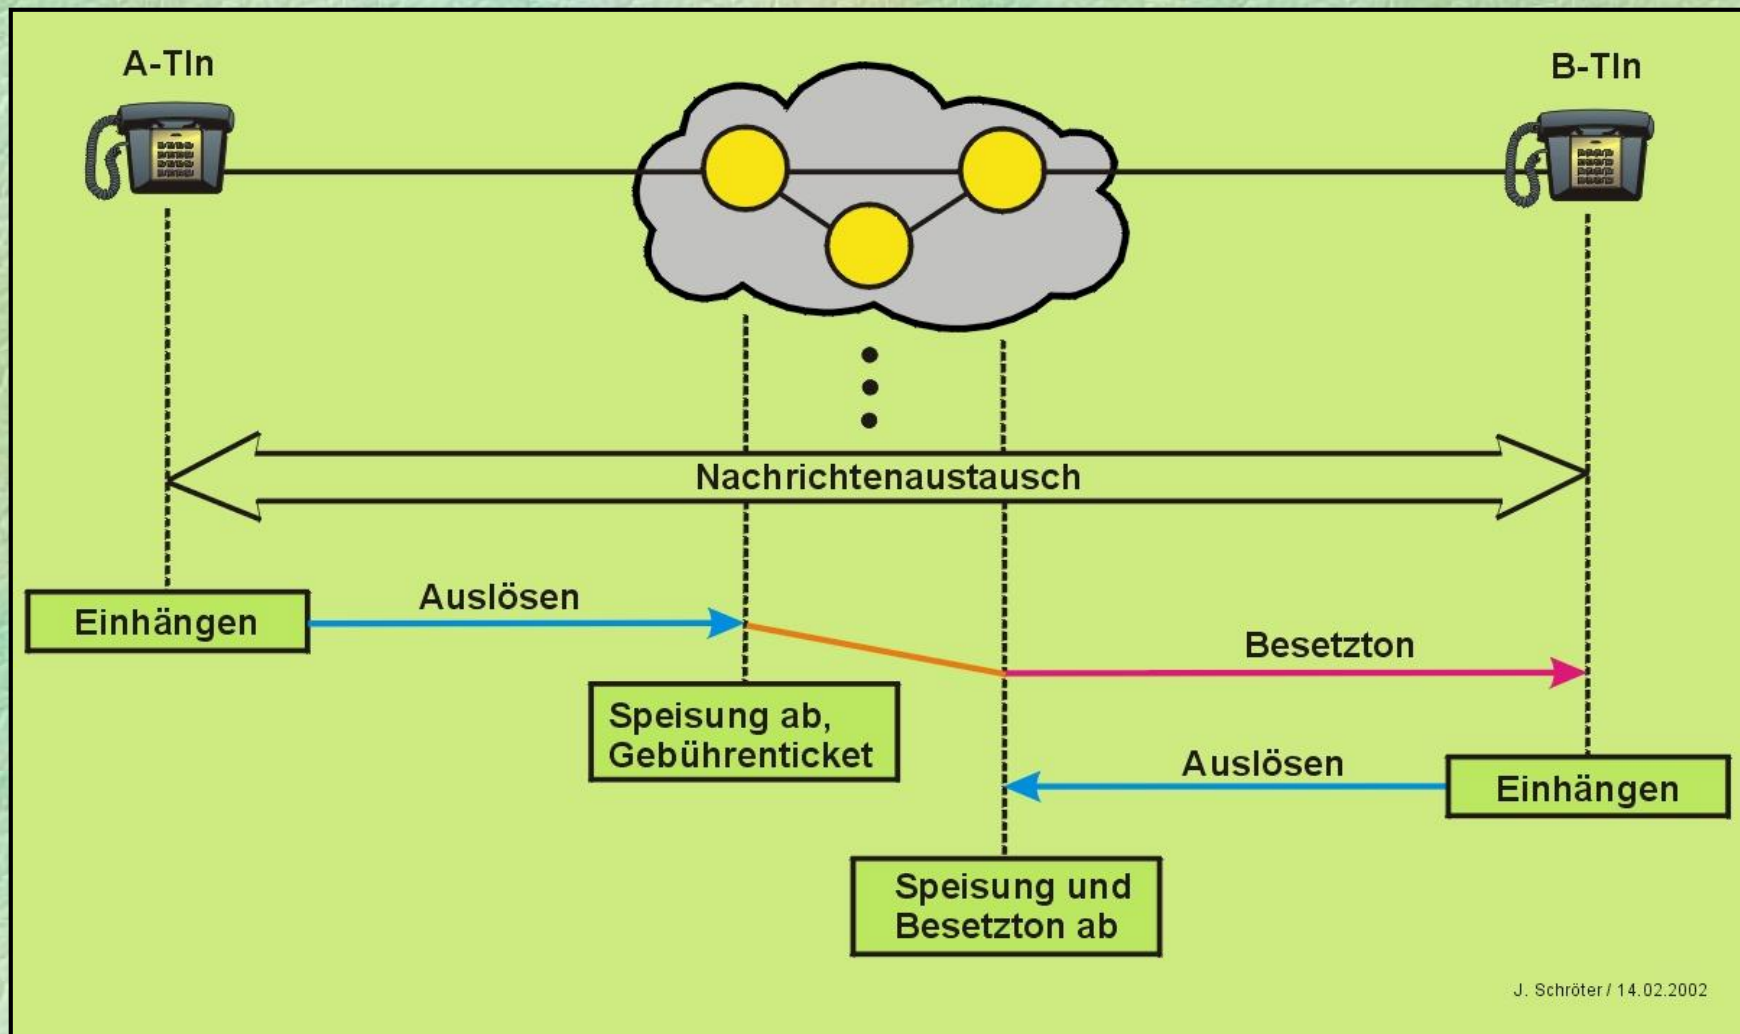 A-Tln
B-Tln
Nachrichtenaustausch
Einhängen
Auslösen
Besetzton
Speisung ab,
Gebührenticket
Auslösen
Einhängen
Speisung und
Besetzton ab
J. Schröter / 14.02.2002